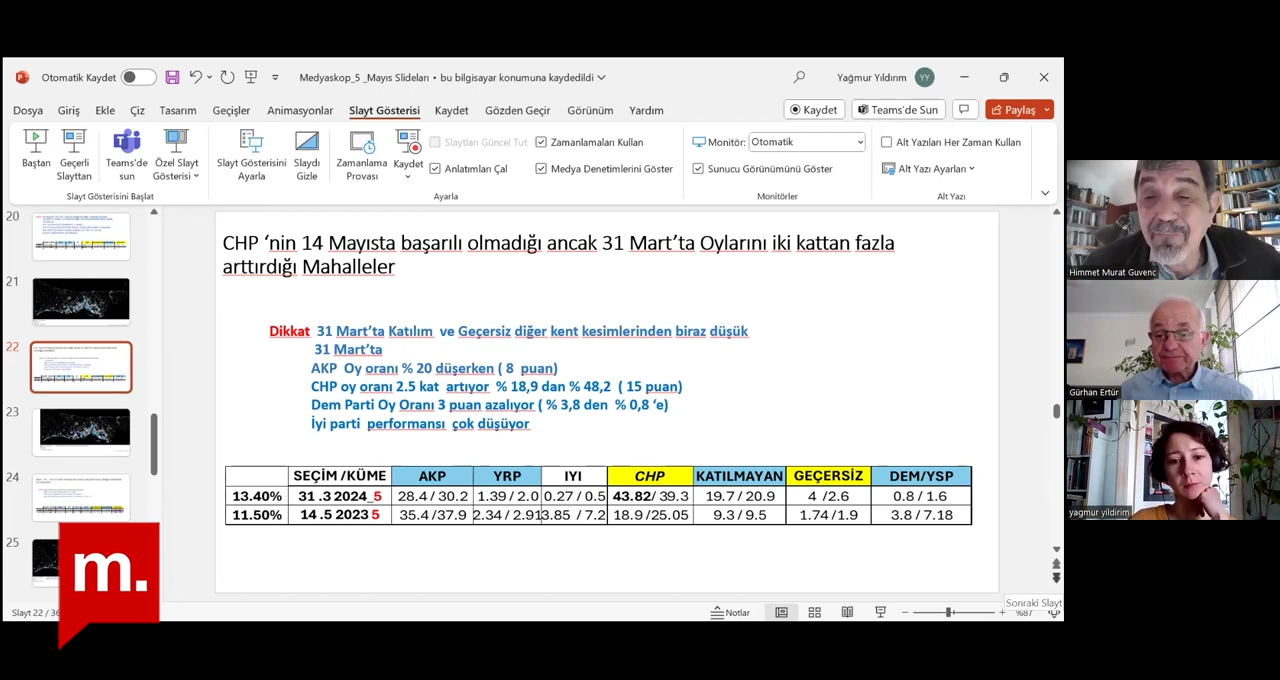 Otomatik Kaydet
Medyaskop_5 _Mayıs Slideları • bu bilgisayar konumuna kaydedildi
Yağmur Yıldırım
YY
Dosya Giriş Ekle Çiz Tasarım Geçişler Animasyonlar Slayt Gösterisi Kaydet Gözden Geçir Görünüm Yardım
Kaydet
Teams'de Sun
Paylaş
Baştan
Geçerli Slayttan
Teams'de sun
Özel Slayt Gösterisi
Slayt Gösterisini Başlat
Slayt Gösterisini Ayarla
Slaydı Gizle
Zamanlama Provası
Kaydet
Slaytları Güncel Tut
Zamanlamaları Kullan
Anlatımları Çal
Medya Denetimlerini Göster
Ayarla
Monitör: Otomatik
Sunucu Görünümünü Göster
Monitörler
Alt Yazıları Her Zaman Kullan
Alt Yazı Ayarları
Alt Yazı
20
21
22
23
24
25
CHP 'nin 14 Mayısta başarılı olmadığı ancak 31 Mart'ta Oylarını iki kattan fazla
arttırdığı Mahalleler
Dikkat 31 Mart'ta Katılım ve Geçersiz diğer kent kesimlerinden biraz düşük
31 Mart'ta
AKP Oy oranı % 20 düşerken ( 8 puan)
CHP oy oranı 2.5 kat artıyor % 18,9 dan % 48,2 ( 15 puan)
Dem Parti Oy Oranı 3 puan azalıyor ( % 3,8 den % 0,8 'e)
İyi parti performansı çok düşüyor
SEÇİM /KÜME AKP YRP IYI CHP KATILMAYAN GEÇERSİZ DEM/YSP
13.40% 31 .3 2024_5 28.4 / 30.2 1.39 / 2.0 0.27 / 0.5 43.82/ 39.3 19.7 / 20.9 4 /2.6 0.8 / 1.6
11.50% 14 .5 2023 5 35.4 /37.9 2.34 / 2.91 3.85 / 7.2 18.9 /25.05 9.3 / 9.5 1.74 /1.9 3.8 / 7.18
Himmet Murat Guvenc
Gürhan Ertür
yagmur yildirim
m.
Slayt 22 / 36
Notlar
Sonraki Slayt
%87